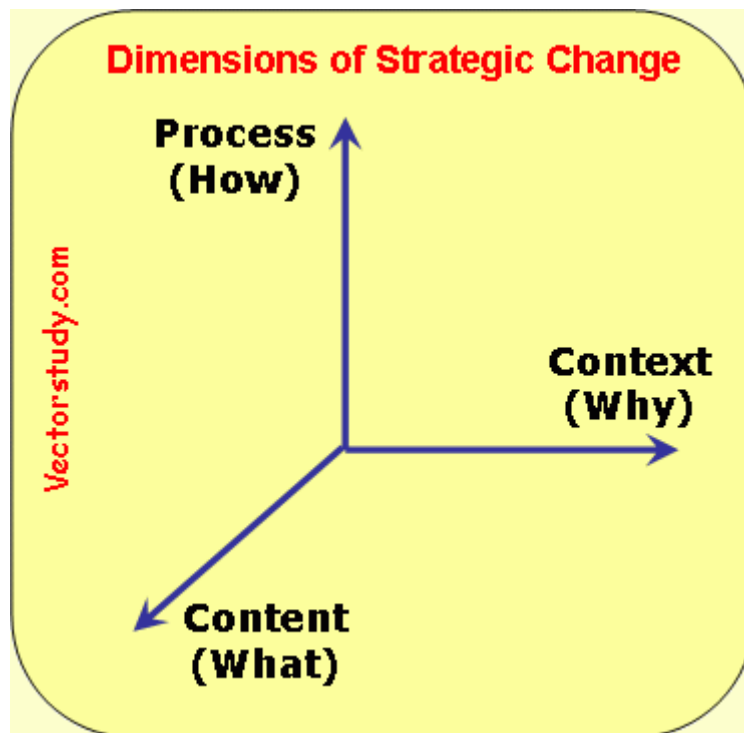 Dimensions of Strategic Change
Process
(How)
Vectorstudy.com
Context
(Why)
Content
(What)